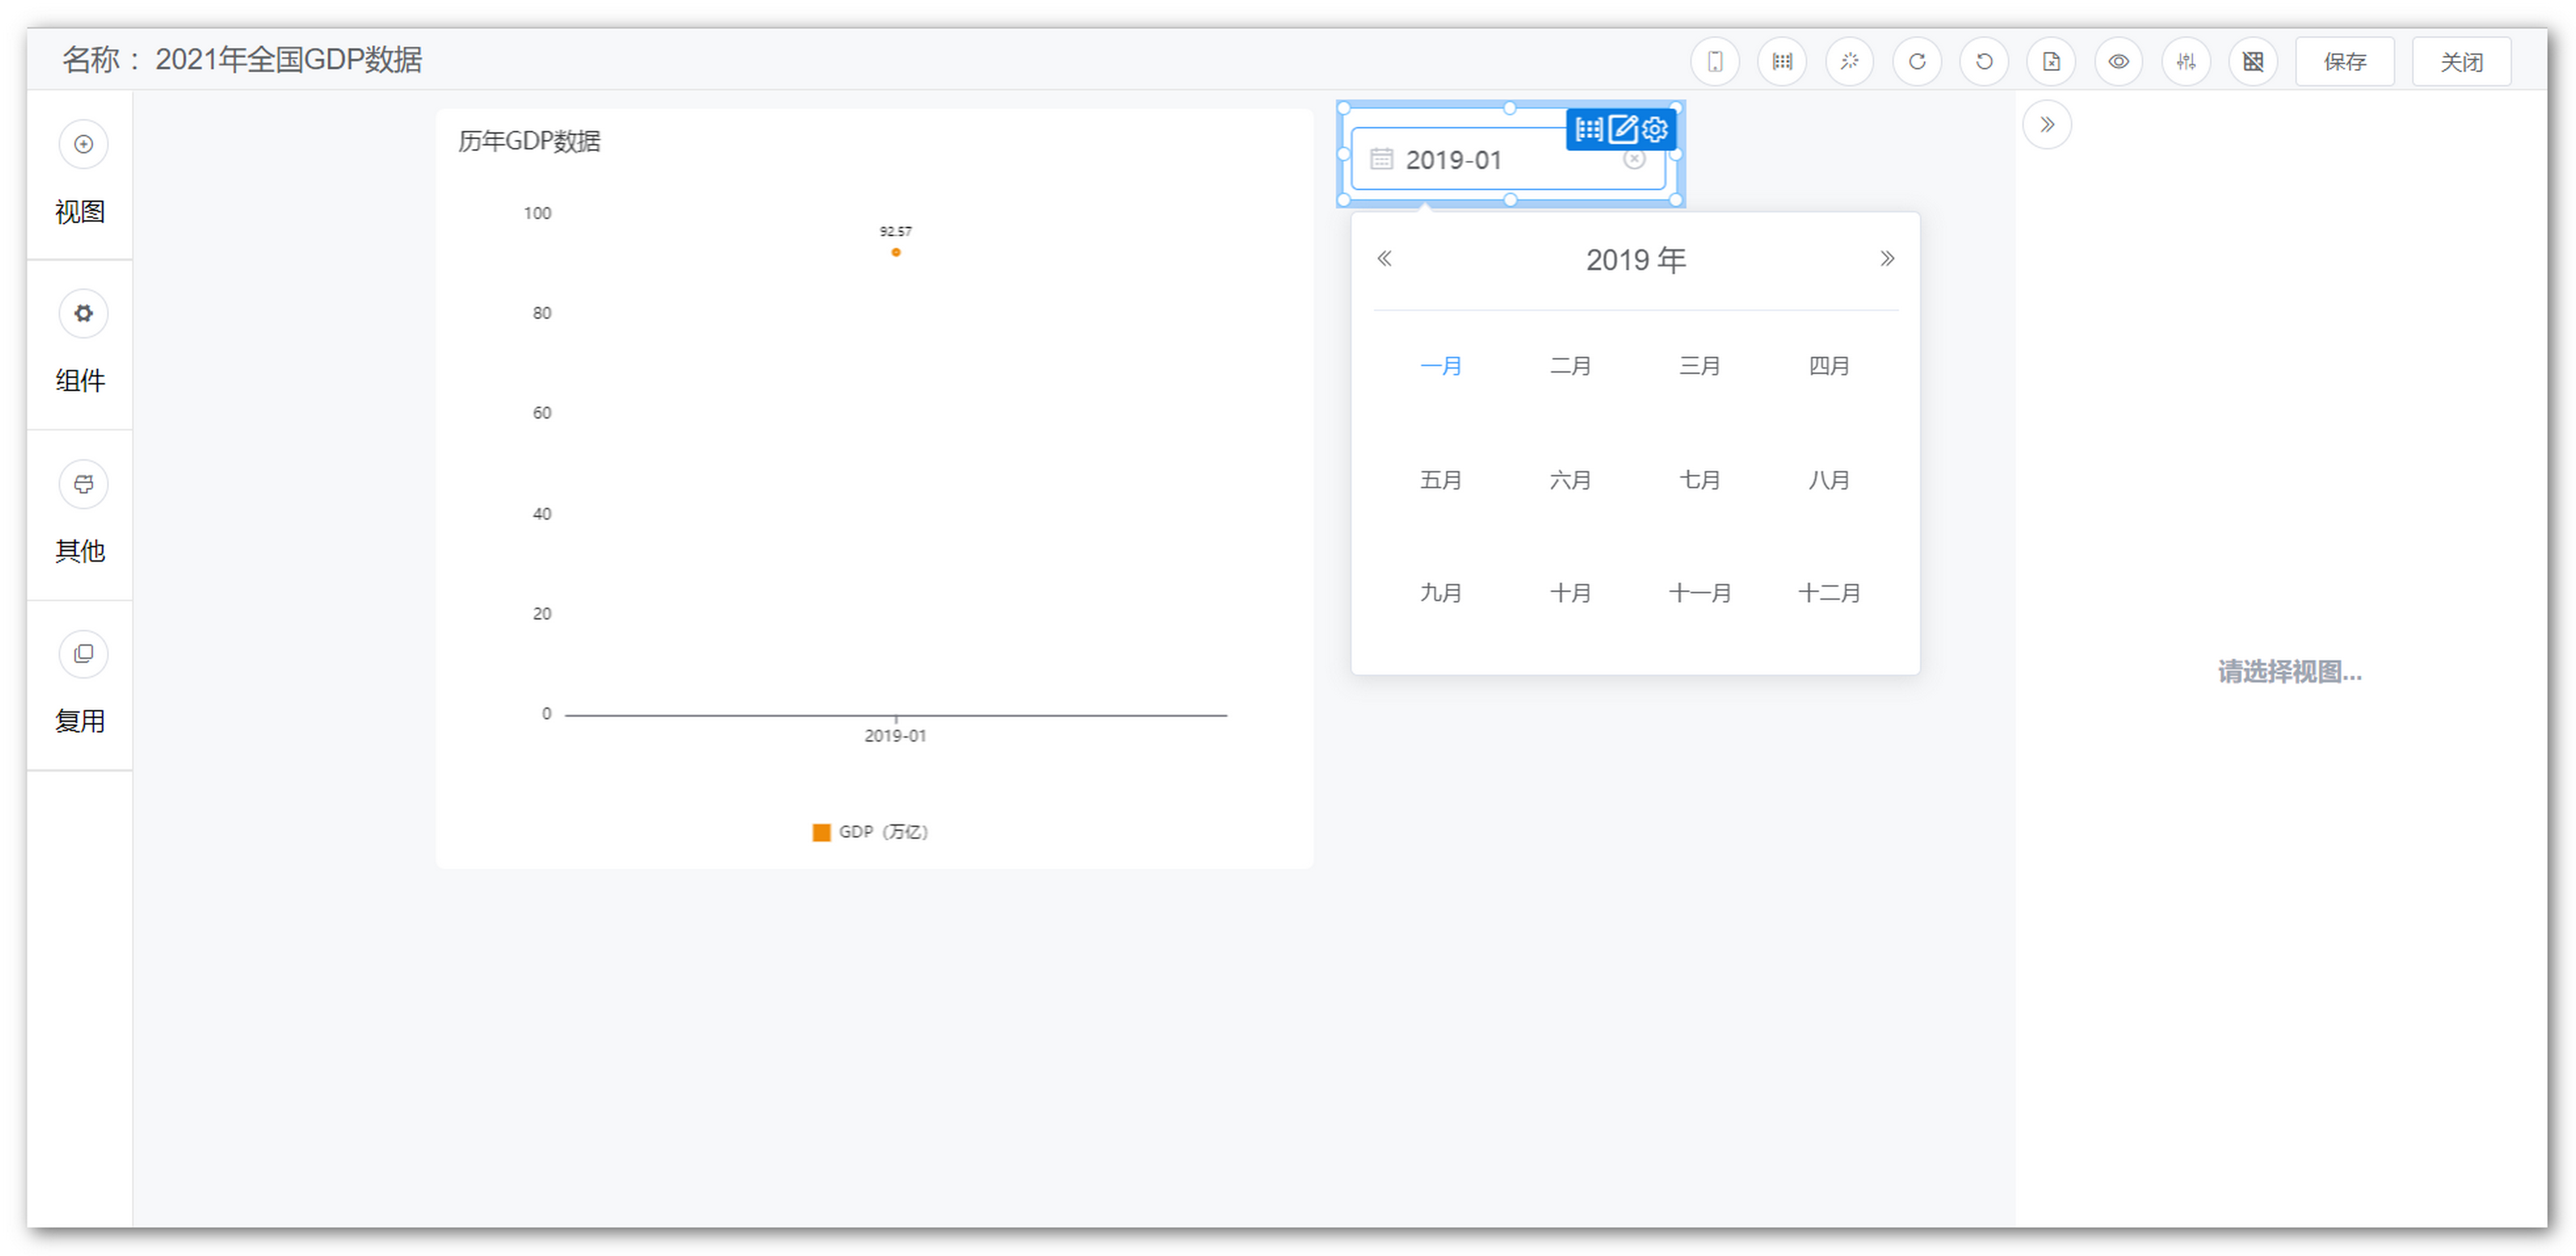 名称： 2021年全国GDP数据
保存
关闭
视图
组件
其他
复用
历年GDP数据
100
92.57
80
60
40
20
0
2019-01
GDP（万亿）
2019-01
2019 年
一月 二月 三月 四月
五月 六月 七月 八月
九月 十月 十一月 十二月
请选择视图...